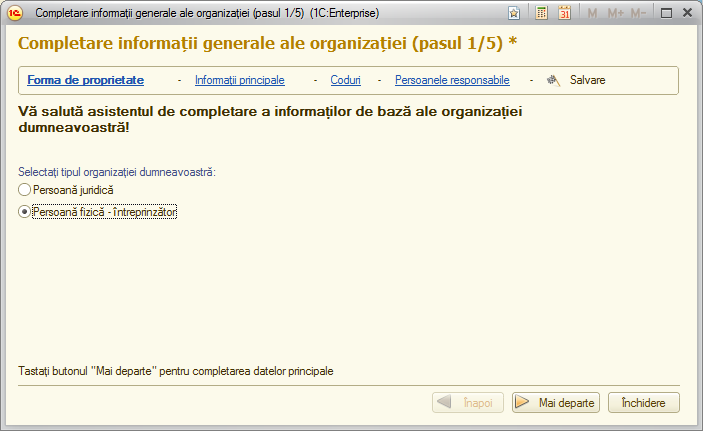 Completare informații generale ale organizației (pasul 1/5) (1C:Enterprise)
31 M M+ M-
Completare informații generale ale organizației (pasul 1/5) *
Forma de proprietate - Informații principale - Coduri - Persoanele responsabile - Salvare
Vă salută asistentul de completare a informaților de bază ale organizației
dumneavoastră!
Selectați tipul organizației dumneavoastră:
Persoană juridică
Persoană fizică - întreprinzător
Tastați butonul "Mai departe" pentru completarea datelor principale
Înapoi Mai departe Închidere